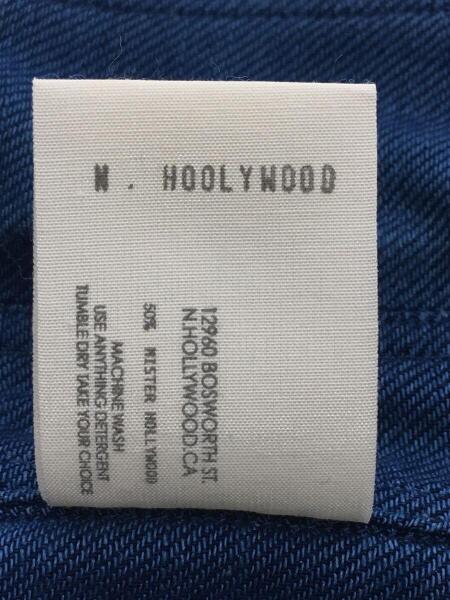 N. HOOLYWOOD
12960 BOSWORTH ST.
N.HOLLYWOOD.CA
50% MISTER HOLLYWOOD
MACHINE WASH
USE ANYTHING DETERGENT
TUMBLE DRY TAKE YOUR CHOICE